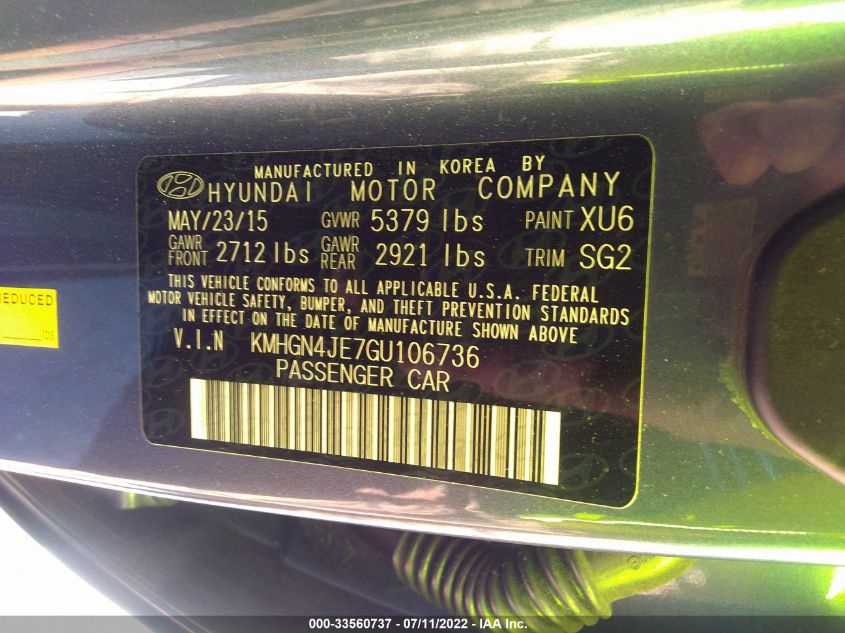 MANUFACTURED IN KOREA BY
HYUNDAI MOTOR COMPANY
MAY/23/15 GVWR 5379 lbs PAINT XU6
GAWR FRONT 2712 lbs GAWR REAR 2921 lbs TRIM SG2
THIS VEHICLE CONFORMS TO ALL APPLICABLE U.S.A. FEDERAL
MOTOR VEHICLE SAFETY, BUMPER, AND THEFT PREVENTION STANDARDS
IN EFFECT ON THE DATE OF MANUFACTURE SHOWN ABOVE
V.I.N KMHGN4JE7GU106736
PASSENGER CAR
REDUCED
000-33560737 - 07/11/2022 - IAA Inc.